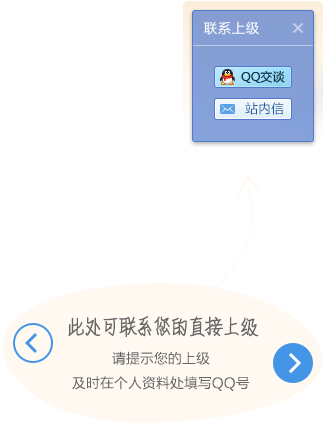 联系上级
QQ交谈
站内信
此处可联系您的直接上级
请提示您的上级
及时在个人资料处填写QQ号